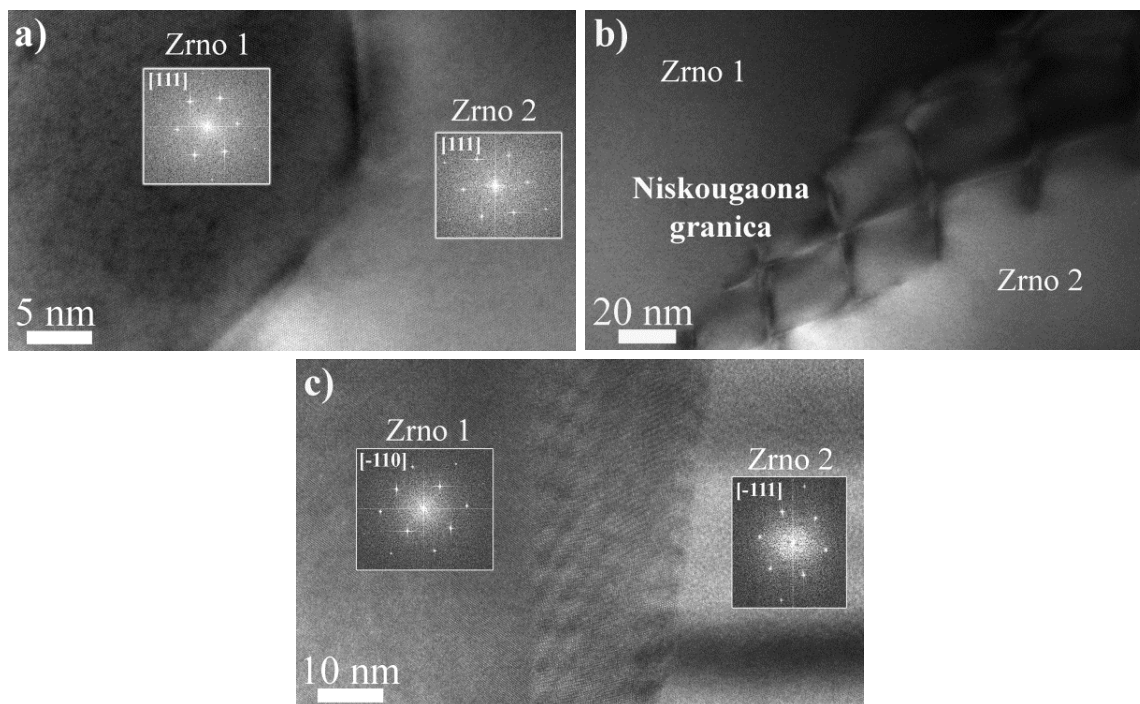 a)
Zrno 1
[111]
Zrno 2
[111]
5 nm
b)
Zrno 1
Niskougaona
granica
Zrno 2
20 nm
c)
Zrno 1
[-110]
Zrno 2
[-111]
10 nm